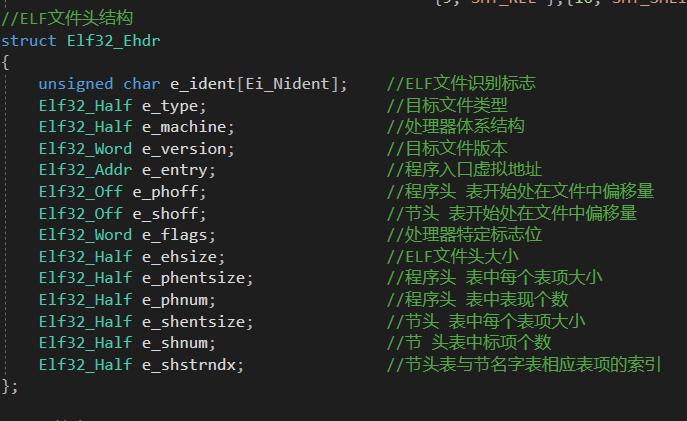 //ELF文件头结构
struct Elf32_Ehdr
{
unsigned char e_ident[Ei_Nident]; //ELF文件识别标志
Elf32_Half e_type; //目标文件类型
Elf32_Half e_machine; //处理器体系结构
Elf32_Word e_version; //目标文件版本
Elf32_Addr e_entry; //程序入口虚拟地址
Elf32_Off e_phoff; //程序头 表开始处在文件中偏移量
Elf32_Off e_shoff; //节头 表开始处在文件中偏移量
Elf32_Word e_flags; //处理器特定标志位
Elf32_Half e_ehsize; //ELF文件头大小
Elf32_Half e_phentsize; //程序头 表中每个表项大小
Elf32_Half e_phnum; //程序头 表中表现个数
Elf32_Half e_shentsize; //节头 表中每个表项大小
Elf32_Half e_shnum; //节 头表中标项个数
Elf32_Half e_shstrndx; //节头表与节名字表相应表项的索引
};